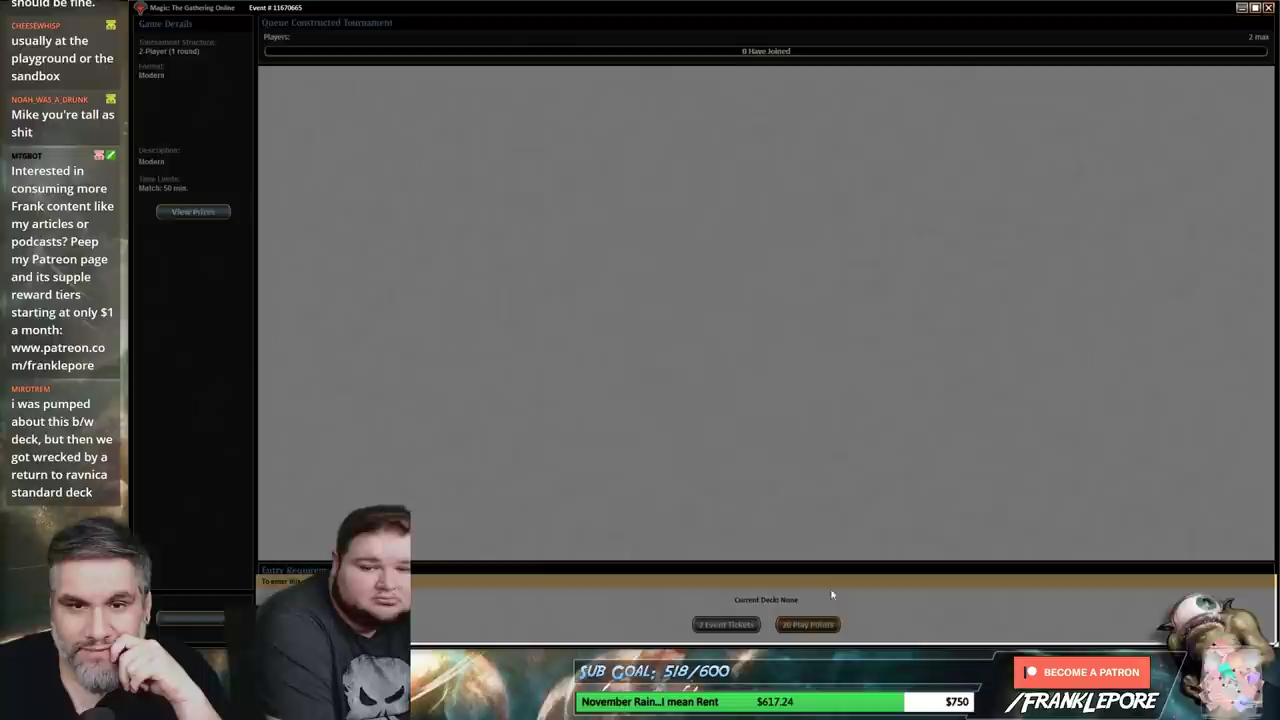 should be fine.
CHEESEWHISP
usually at the
playground or the
sandbox
NOAH_WAS_A_DRUNK
Mike you're tall as
shit
MTGBOT
Interested in
consuming more
Frank content like
my articles or
podcasts? Peep
my Patreon page
and its supple
reward tiers
starting at only $1
a month:
www.patreon.co
m/franklepore
MIROTREM
i was pumped
about this b/w
deck, but then we
got wrecked by a
return to ravnica
standard deck
Magic: The Gathering Online Event # 11670665
Game Details
Tournament Structure:
2-Player (1 round)
Format:
Modern
Description:
Modern
Time Limits:
Match: 50 min.
View Prizes
Queue Constructed Tournament
Players: 2 max
0 Have Joined
Entry Requirem
To enter this
Current Deck: None
2 Event Tickets 20 Play Points
SUB GOAL: 518/600
November Rain...I mean Rent $617.24 $750
BECOME A PATRON
/FRANKLEPORE